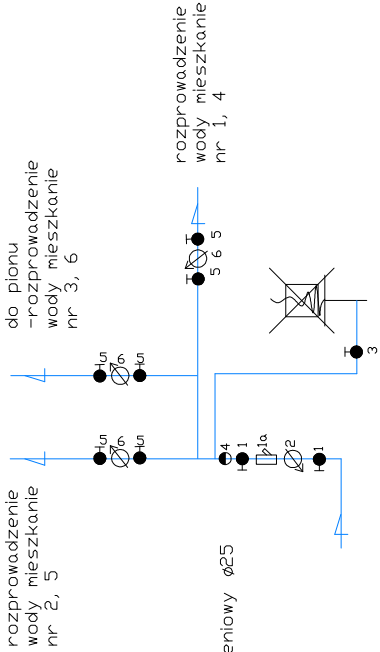 rozprowadzenie
wody mieszkanie
nr 1, 4
do pionu
-rozprowadzenie
wody mieszkanie
nr 3, 6
5
6
5
5
6
5
5
6
5
3
4
1
p1a
2
1
rozprowadzenie
wody mieszkanie
nr 2, 5
eniowy ø25